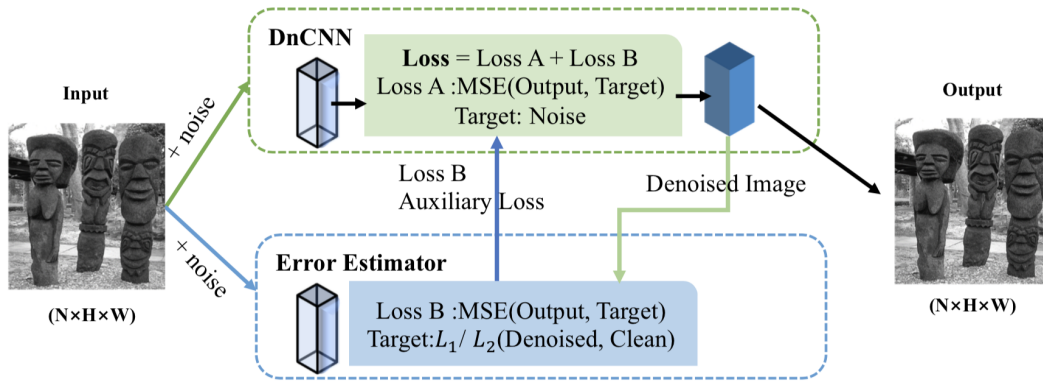 DnCNN
Loss = Loss A + Loss B
Loss A :MSE(Output, Target)
Target: Noise
Input
+ noise
Output
Loss B
Auxiliary Loss
Denoised Image
+ noise
Error Estimator
Loss B :MSE(Output, Target)
Target:L₁/ L₂(Denoised, Clean)
(N×H×W)
(N×H×W)